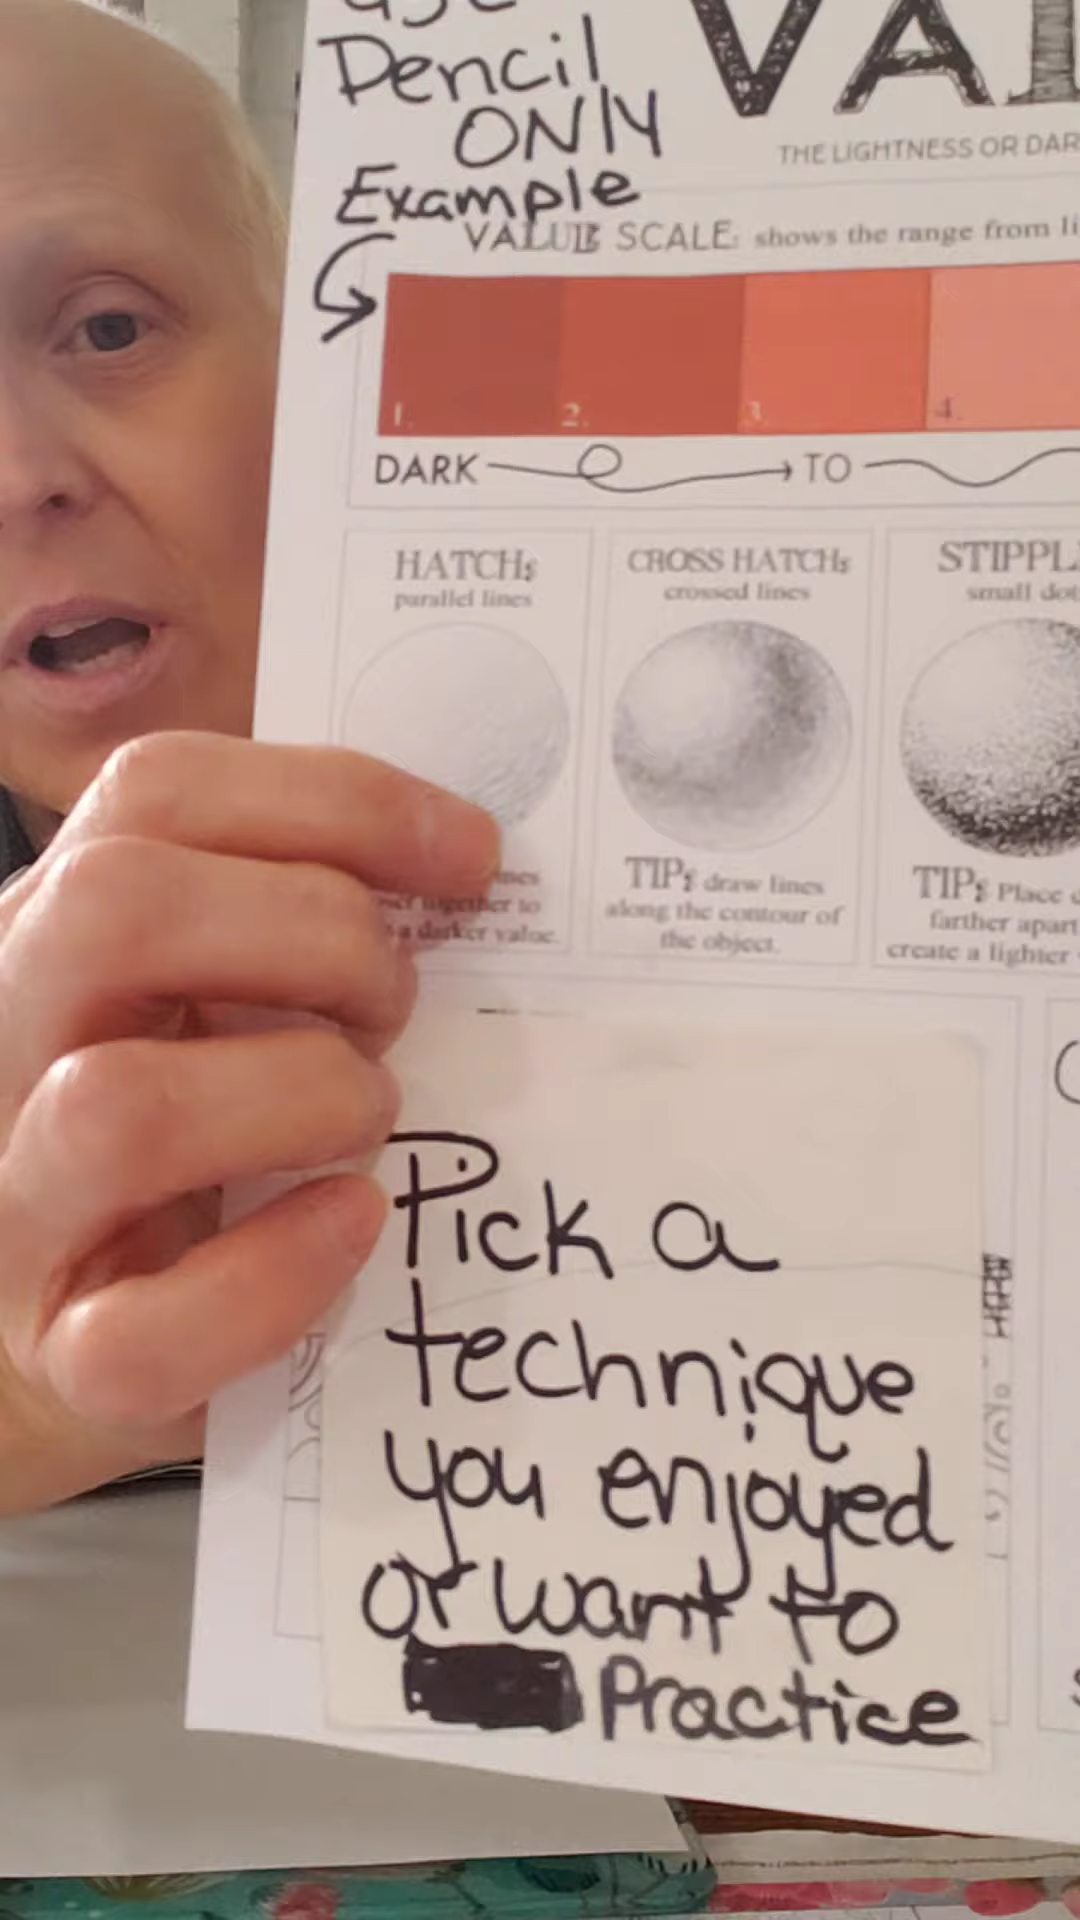 Pencil
ONLY
Example
THE LIGHTNESS OR DAR
VALUE SCALE: shows the range from li
1. 2. 3. 4.
DARK TO
HATCH:
parallel lines
together to
a darker value.
CROSS HATCH:
crossed lines
TIP: draw lines
along the contour of
the object.
STIPPL
small dot
TIP: Place
farther apart
create a lighter
Pick a
technique
you enjoyed
or want to
Practice